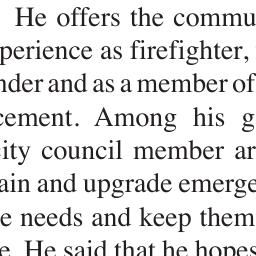 He offers the commu
perience as firefighter,
nder and as a member of
cement. Among his g
city council member ar
ain and upgrade emerge
e needs and keep them
e. He said that he hopes